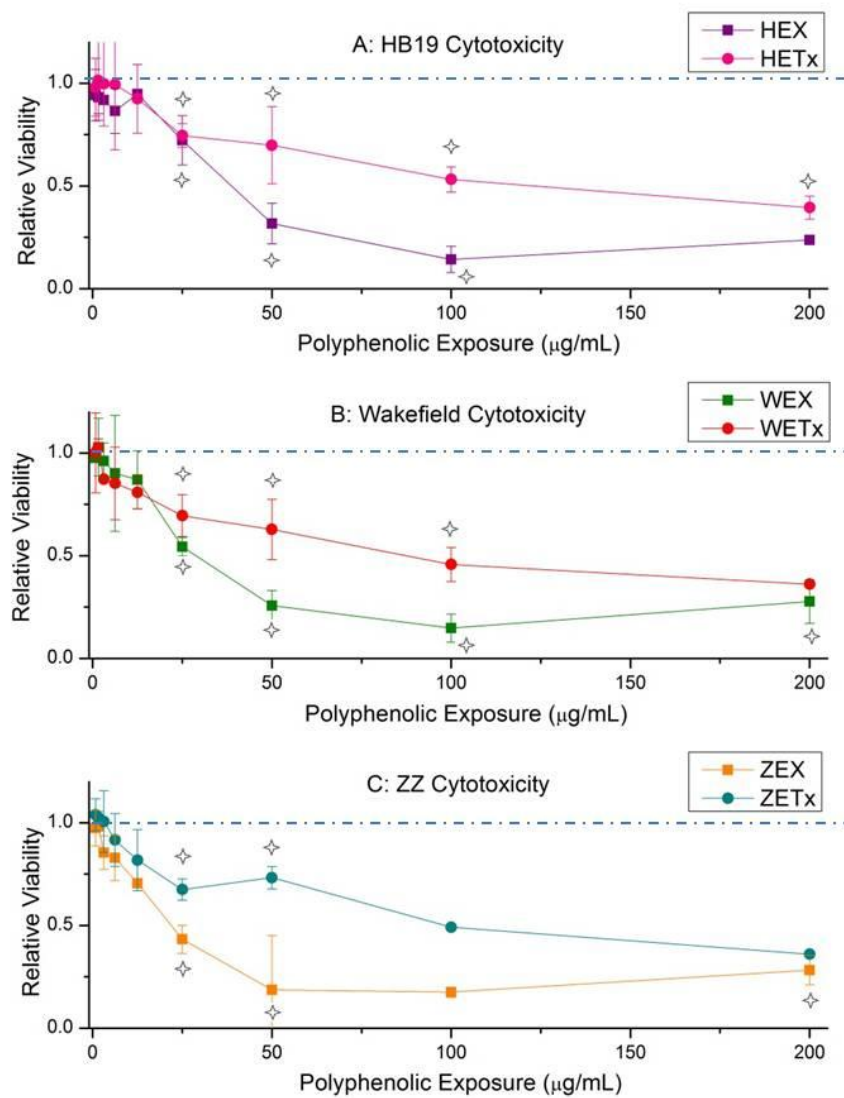 A: HB19 Cytotoxicity
HEX
HETx
1.0
0.5
0.0
Relative Viability
0 50 100 150 200
Polyphenolic Exposure (μg/mL)
B: Wakefield Cytotoxicity
WEX
WETx
1.0
0.5
0.0
Relative Viability
0 50 100 150 200
Polyphenolic Exposure (μg/mL)
C: ZZ Cytotoxicity
ZEX
ZETx
1.0
0.5
0.0
Relative Viability
0 50 100 150 200
Polyphenolic Exposure (μg/mL)